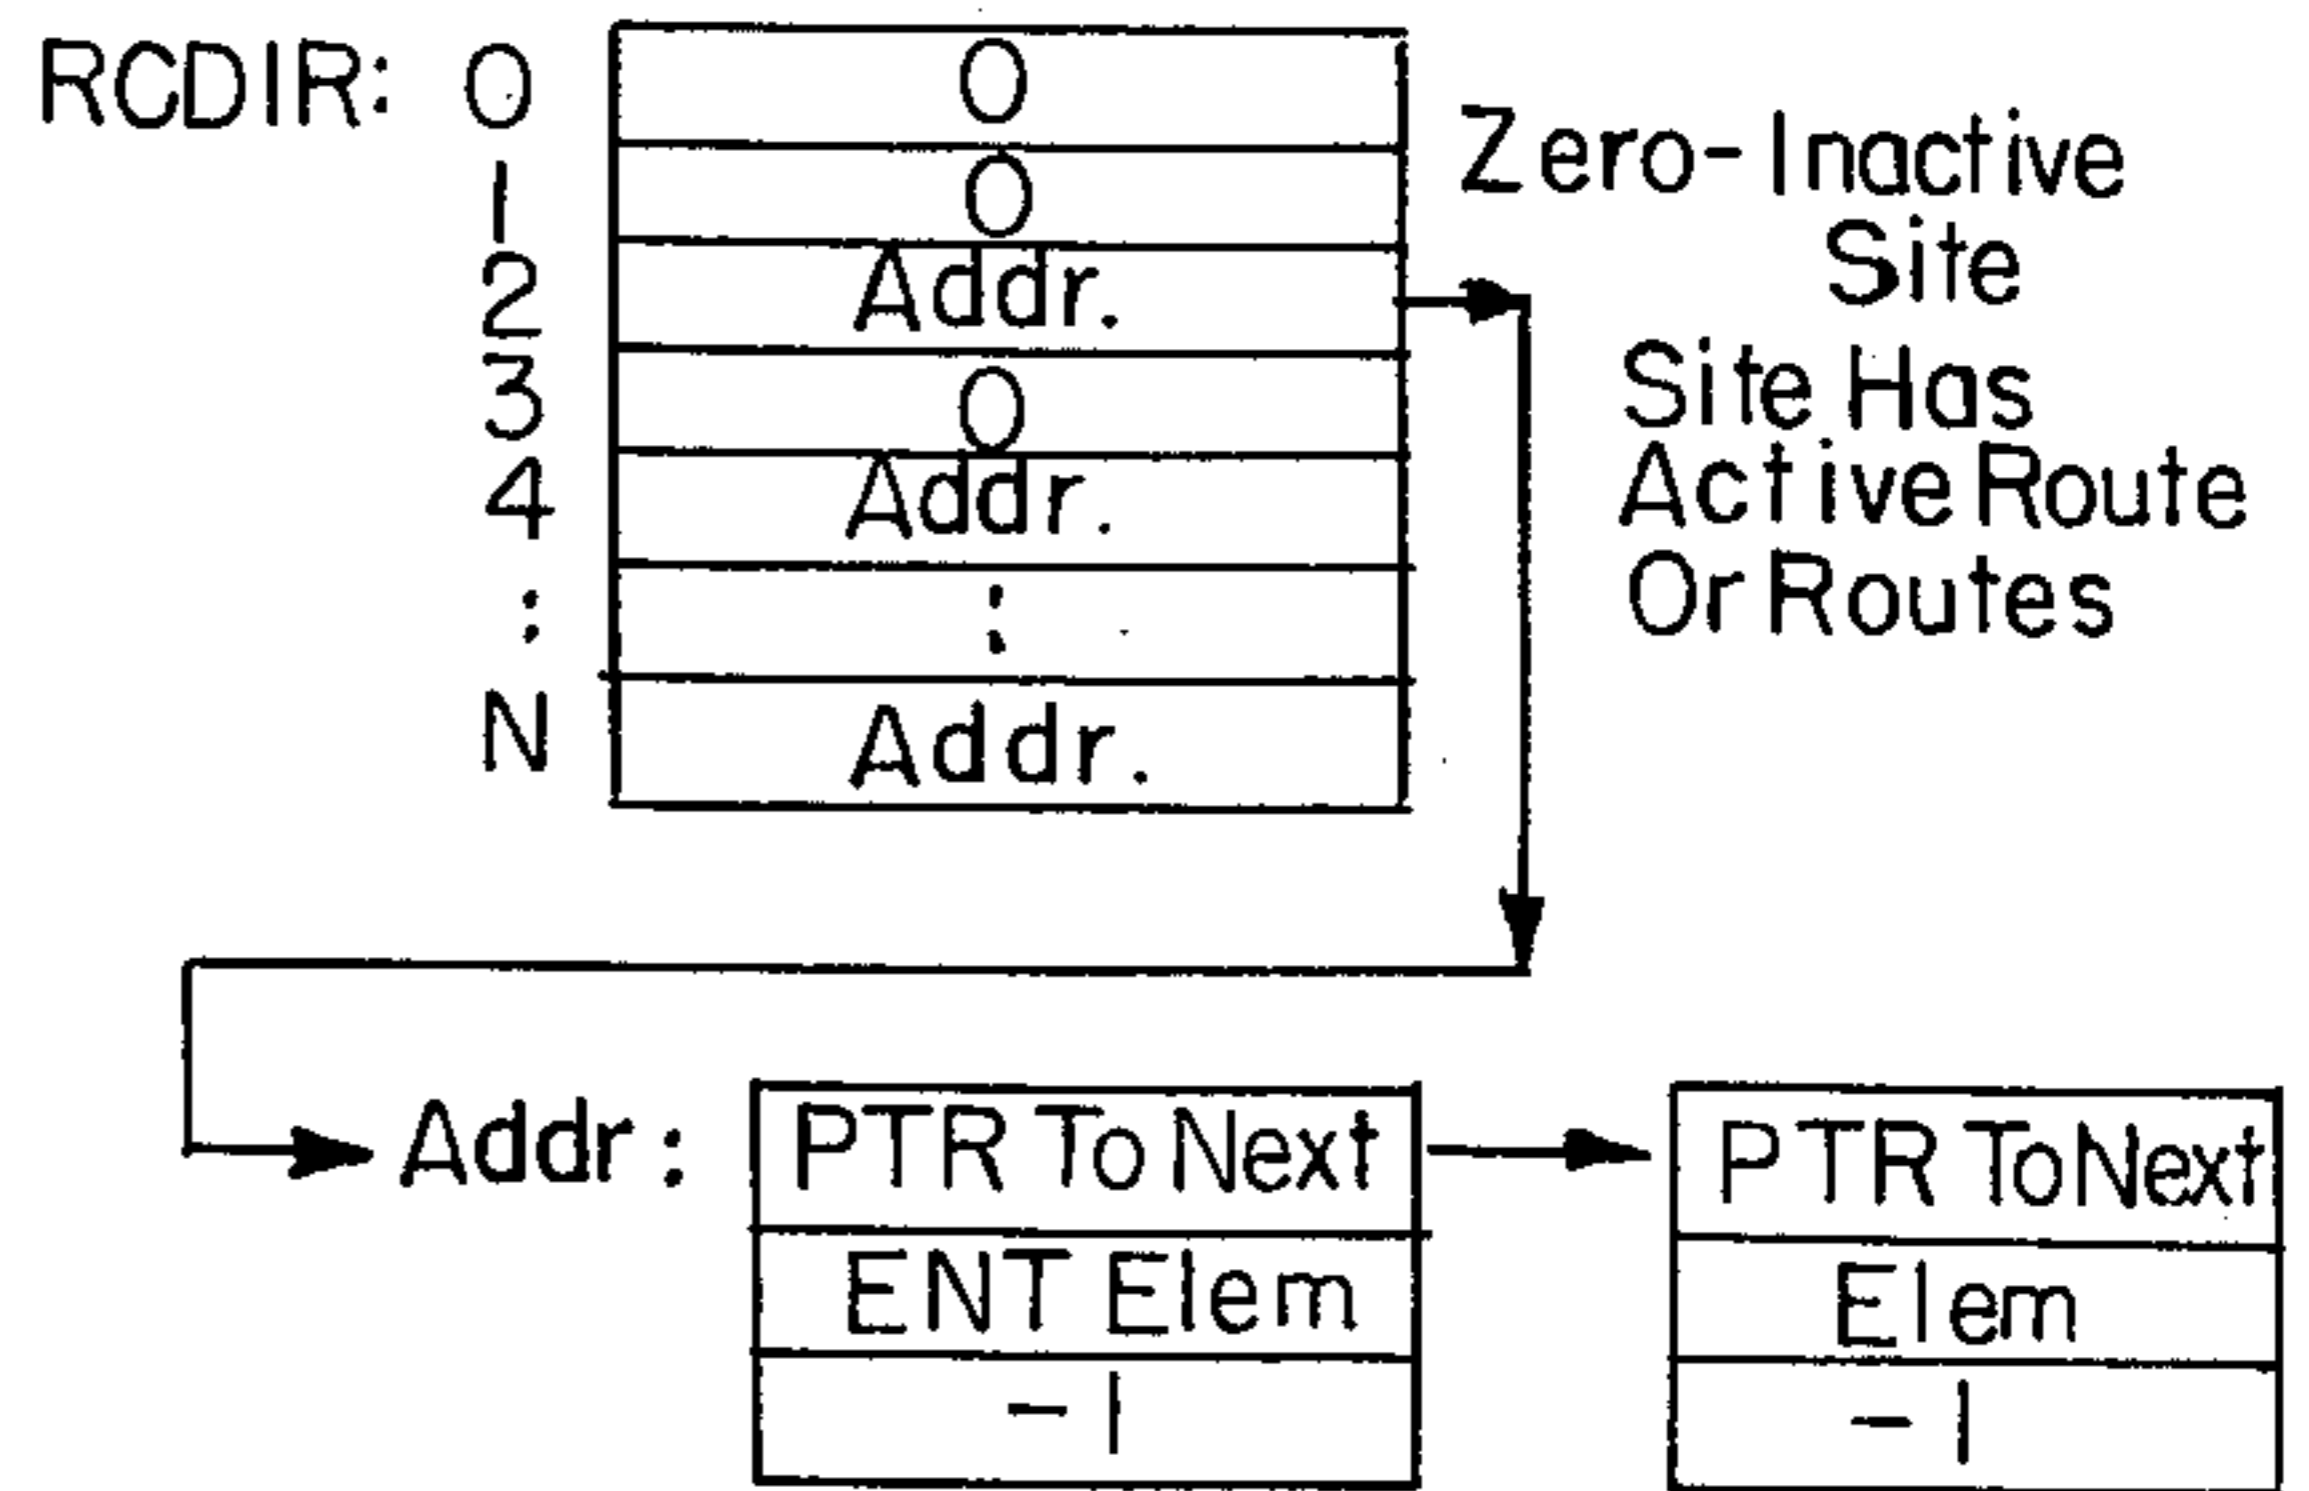 RCDIR: 0 0
1 0
Zero-Inactive
Site
2 Addr.
3 0
Site Has
4 Addr.
Active Route
: :
Or Routes
N Addr.
Addr: PTR To Next PTR To Next
ENT Elem Elem
-1 -1